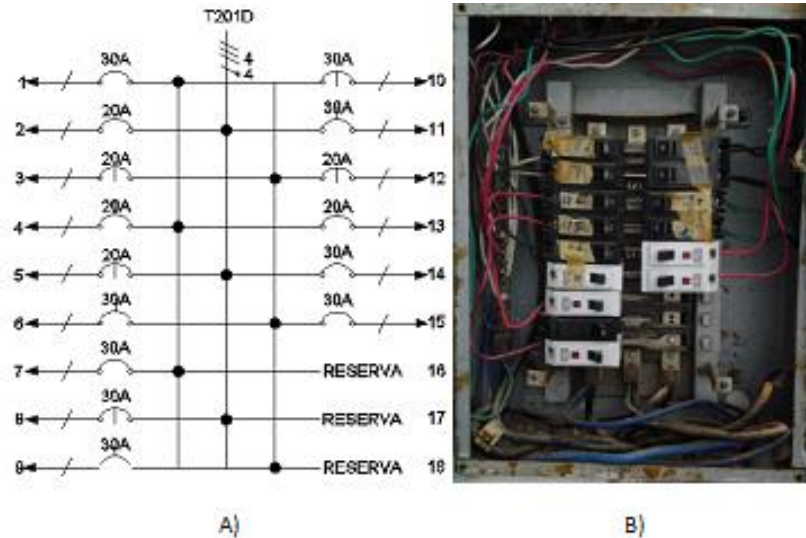 T201D
4
4
30A 30A
1 10
20A 30A
2 11
20A 20A
3 12
20A 20A
4 13
20A 30A
5 14
30A 30A
6 15
30A
7 RESERVA 16
30A
8 RESERVA 17
30A
9 RESERVA 18
A) B)